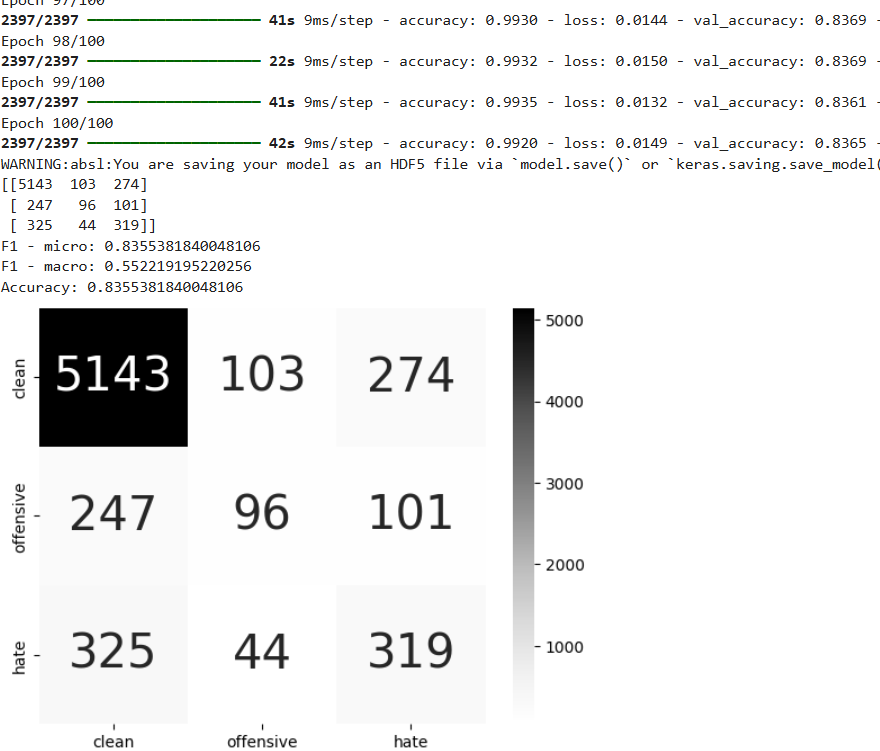 Epoch 97/100
2397/2397 ━━━━━━━━━━━━━━━━━━━━ 41s 9ms/step - accuracy: 0.9930 - loss: 0.0144 - val_accuracy: 0.8369 -
Epoch 98/100
2397/2397 ━━━━━━━━━━━━━━━━━━━━ 22s 9ms/step - accuracy: 0.9932 - loss: 0.0150 - val_accuracy: 0.8369 -
Epoch 99/100
2397/2397 ━━━━━━━━━━━━━━━━━━━━ 41s 9ms/step - accuracy: 0.9935 - loss: 0.0132 - val_accuracy: 0.8361 -
Epoch 100/100
2397/2397 ━━━━━━━━━━━━━━━━━━━━ 42s 9ms/step - accuracy: 0.9920 - loss: 0.0149 - val_accuracy: 0.8365 -
WARNING:absl:You are saving your model as an HDF5 file via `model.save()` or `keras.saving.save_model(
[[5143 103 274]
[ 247 96 101]
[ 325 44 319]]
F1 - micro: 0.8355381840048106
F1 - macro: 0.552219195220256
Accuracy: 0.8355381840048106
clean 5143 103 274
offensive 247 96 101
hate 325 44 319
clean offensive hate
5000
4000
3000
2000
1000